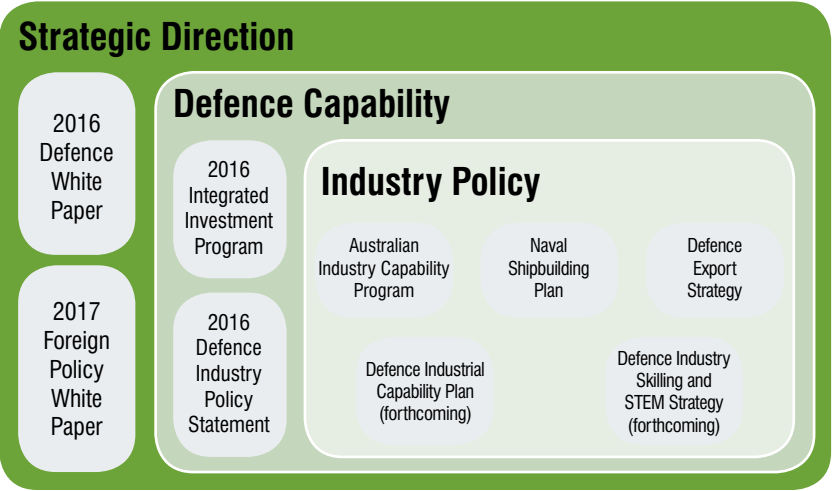 Strategic Direction
2016
Defence
White
Paper
2017
Foreign
Policy
White
Paper
Defence Capability
2016
Integrated
Investment
Program
2016
Defence
Industry
Policy
Statement
Industry Policy
Australian
Industry Capability
Program
Naval
Shipbuilding
Plan
Defence
Export
Strategy
Defence Industrial
Capability Plan
(forthcoming)
Defence Industry
Skilling and
STEM Strategy
(forthcoming)